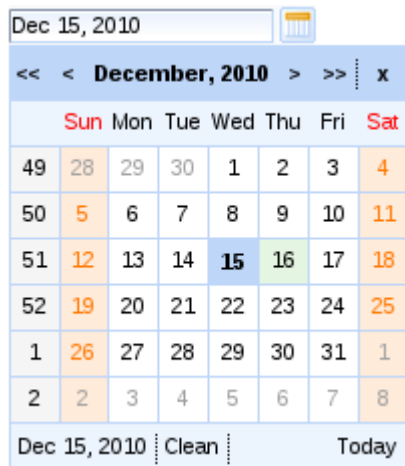 Dec 15, 2010
<< < December, 2010 > >> x
Sun Mon Tue Wed Thu Fri Sat
49 28 29 30 1 2 3 4
50 5 6 7 8 9 10 11
51 12 13 14 15 16 17 18
52 19 20 21 22 23 24 25
1 26 27 28 29 30 31 1
2 2 3 4 5 6 7 8
Dec 15, 2010 Clean Today